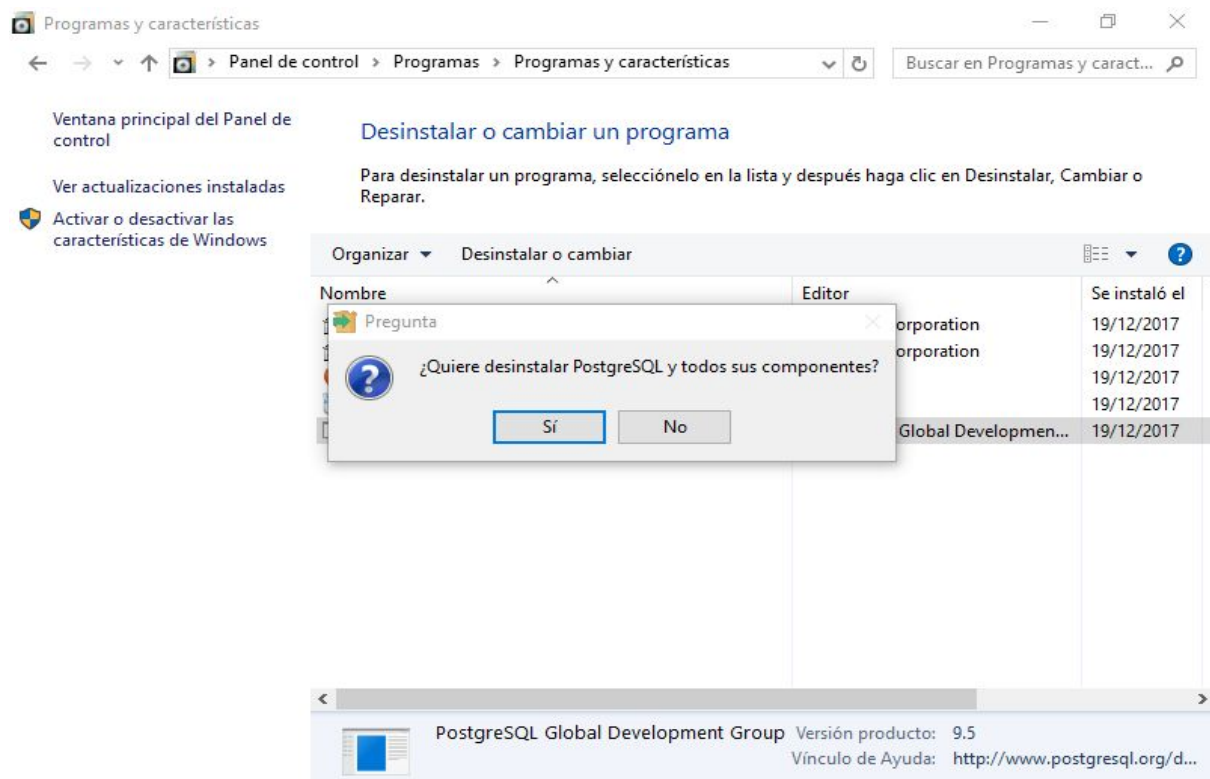 Programas y características
Panel de control > Programas > Programas y características
Buscar en Programas y caract...
Ventana principal del Panel de
control
Ver actualizaciones instaladas
Activar o desactivar las
características de Windows
Desinstalar o cambiar un programa
Para desinstalar un programa, selecciónelo en la lista y después haga clic en Desinstalar, Cambiar o
Reparar.
Organizar
Desinstalar o cambiar
Nombre
Editor
Se instaló el
Pregunta
¿Quiere desinstalar PostgreSQL y todos sus componentes?
Sí
No
orporation 19/12/2017
orporation 19/12/2017
19/12/2017
19/12/2017
Global Developmen... 19/12/2017
PostgreSQL Global Development Group Versión producto: 9.5
Vínculo de Ayuda: http://www.postgresql.org/d...